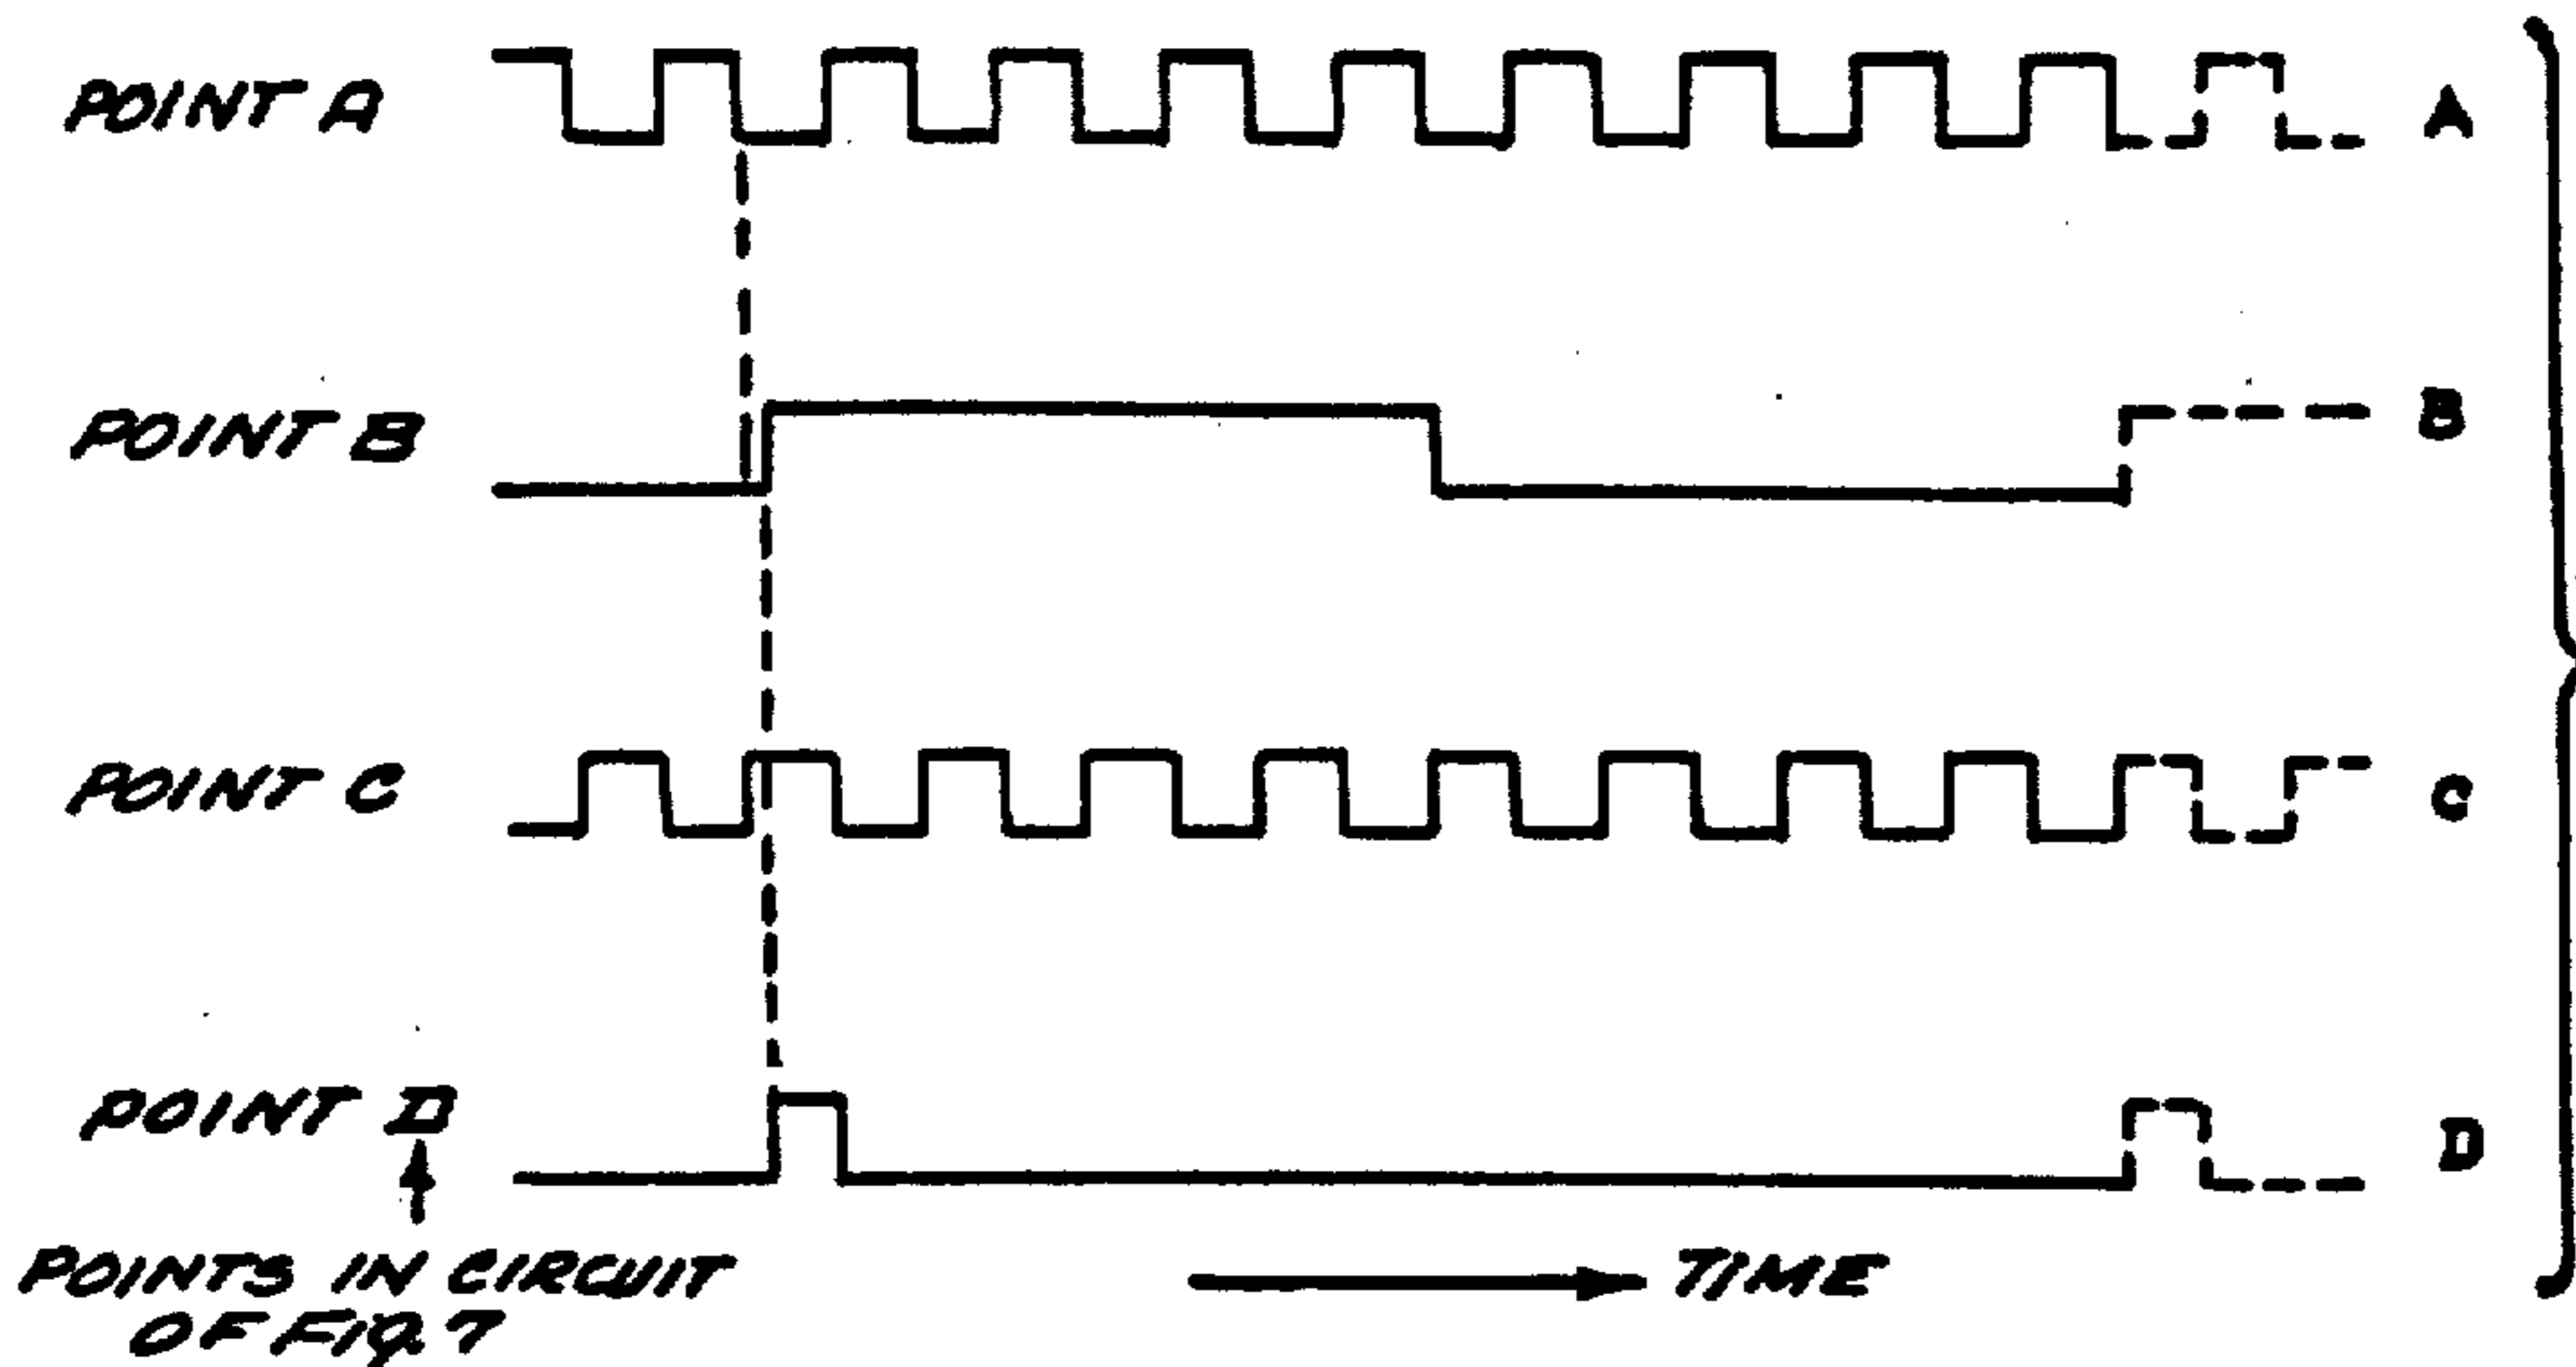 POINT A
A
POINT B
B
POINT C
C
POINT D
D
POINTS IN CIRCUIT
OF FIG. 7
TIME